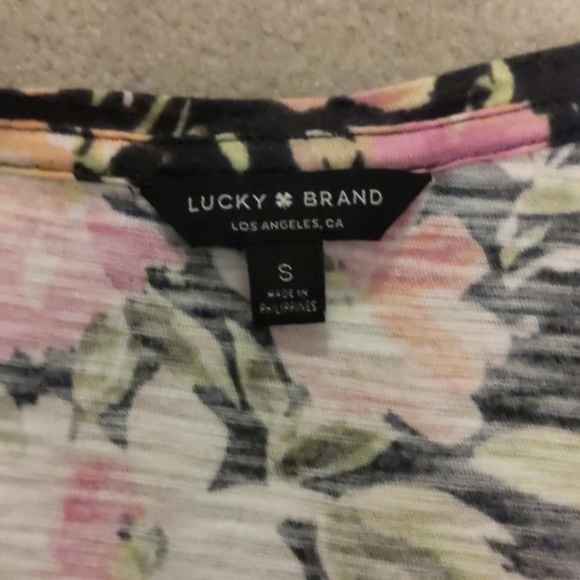 LUCKY BRAND
LOS ANGELES, CA
S
MADE IN
PHILIPPINES